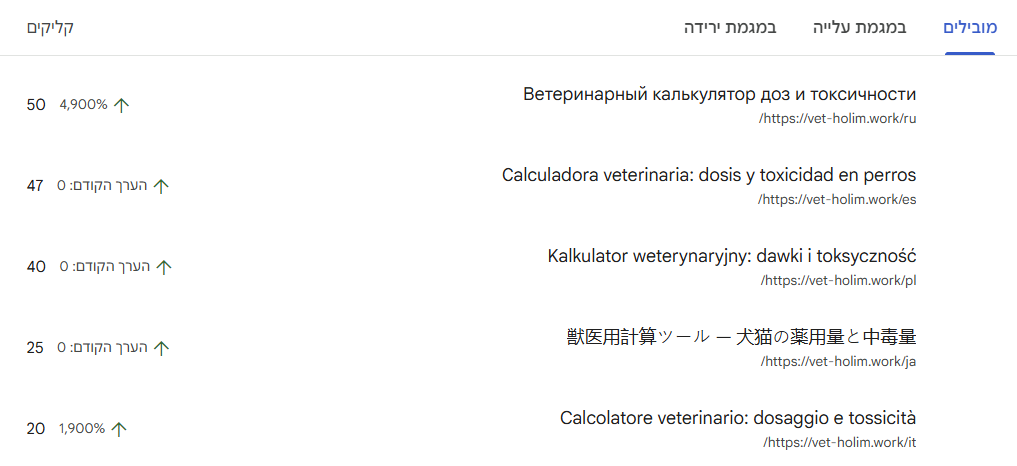 מובילים
במגמת עלייה
במגמת ירידה
קליקים
Ветеринарный калькулятор доз и токсичности
/https://vet-holim.work/ru
50 4,900%
Calculadora veterinaria: dosis y toxicidad en perros
/https://vet-holim.work/es
47 הערך הקודם: 0
Kalkulator weterynaryjny: dawki i toksyczność
/https://vet-holim.work/pl
40 הערך הקודם: 0
獣医用計算ツール — 犬猫の薬用量と中毒量
/https://vet-holim.work/ja
25 הערך הקודם: 0
Calcolatore veterinario: dosaggio e tossicità
/https://vet-holim.work/it
20 1,900%